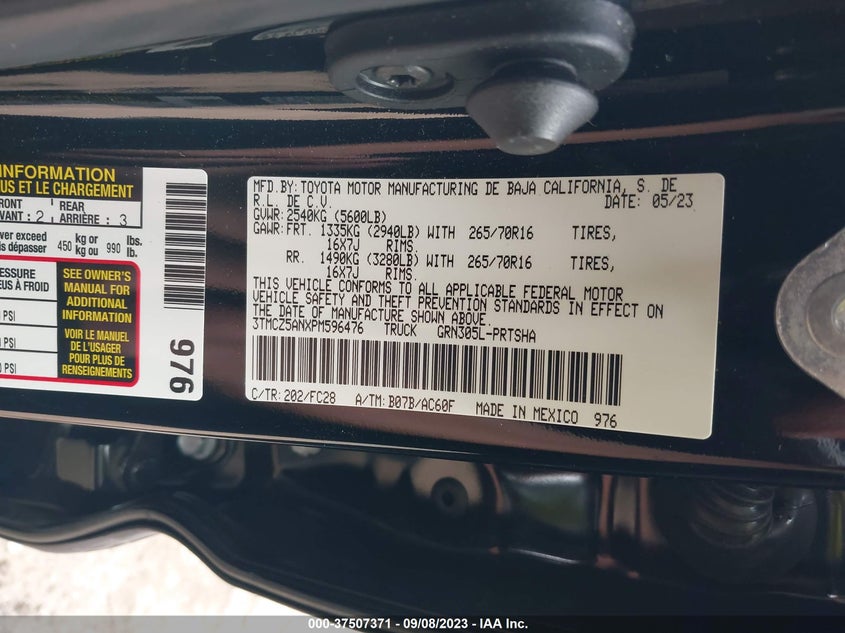 INFORMATION
US ET LE CHARGEMENT
FRONT
VANT : 2
REAR
ARRIÈRE : 3
ver exceed
is dépasser
450 kg or
kg ou
990 lbs.
lb.
PRESSURE
EUS À FROID
PSI
PSI
PSI
SEE OWNER'S
MANUAL FOR
ADDITIONAL
INFORMATION
VOIR LE MANUEL
DE L'USAGER
POUR PLUS DE
RENSEIGNEMENTS
976
MFD.BY: TOYOTA MOTOR MANUFACTURING DE BAJA CALIFORNIA, S. DE
R.L. DE C.V. DATE: 05/23
GVWR: 2540KG (5600LB)
GAWR: FRT. 1335KG (2940LB) WITH 265/70R16 TIRES,
16X7J RIMS.
RR. 1490KG (3280LB) WITH 265/70R16 TIRES,
16X7J RIMS.
THIS VEHICLE CONFORMS TO ALL APPLICABLE FEDERAL MOTOR
VEHICLE SAFETY AND THEFT PREVENTION STANDARDS IN EFFECT ON
THE DATE OF MANUFACTURE SHOWN ABOVE.
3TMCZ5ANXPM596476 TRUCK GRN305L-PRTSHA
C/TR: 202/FC28 A/TM: B07B/AC60F MADE IN MEXICO 976
000-37507371 - 09/08/2023 - IAA Inc.